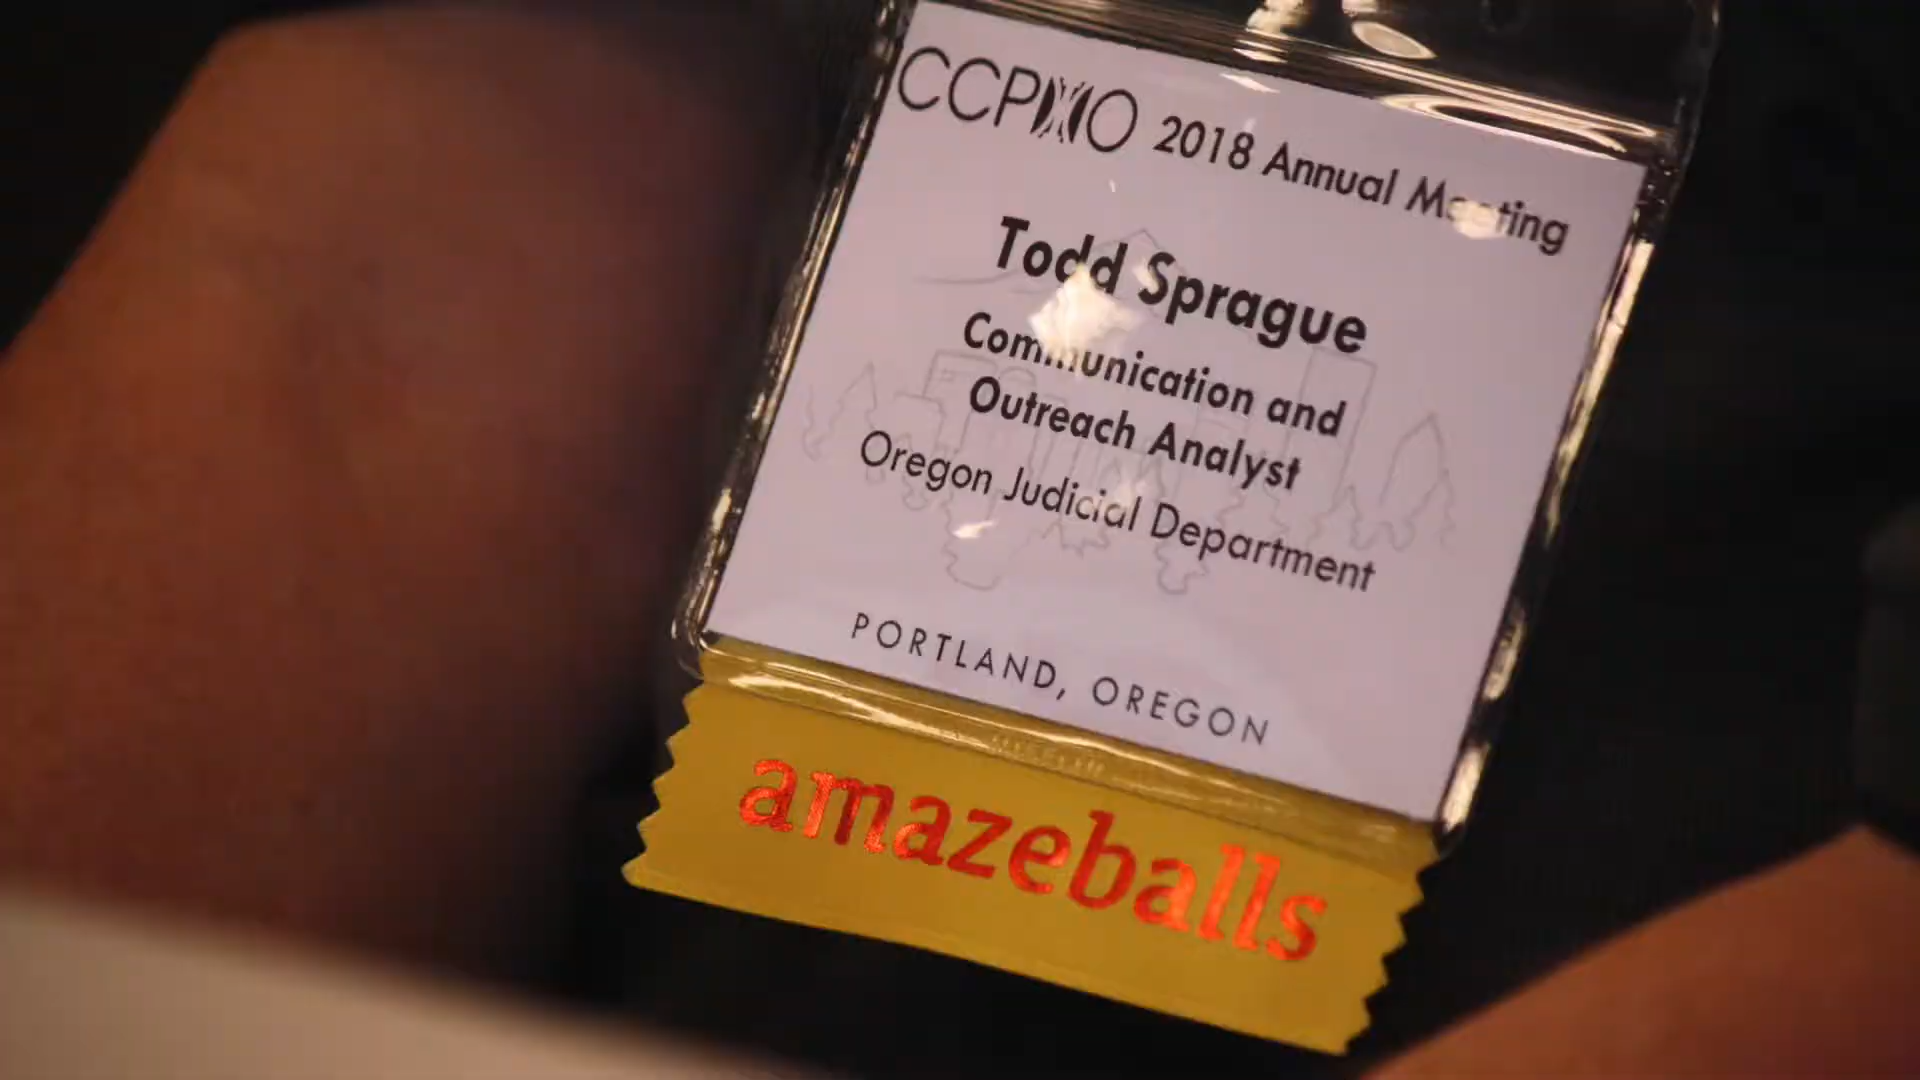 CCPIO 2018 Annual Meeting
Todd Sprague
Communication and
Outreach Analyst
Oregon Judicial Department
PORTLAND, OREGON
amazeballs